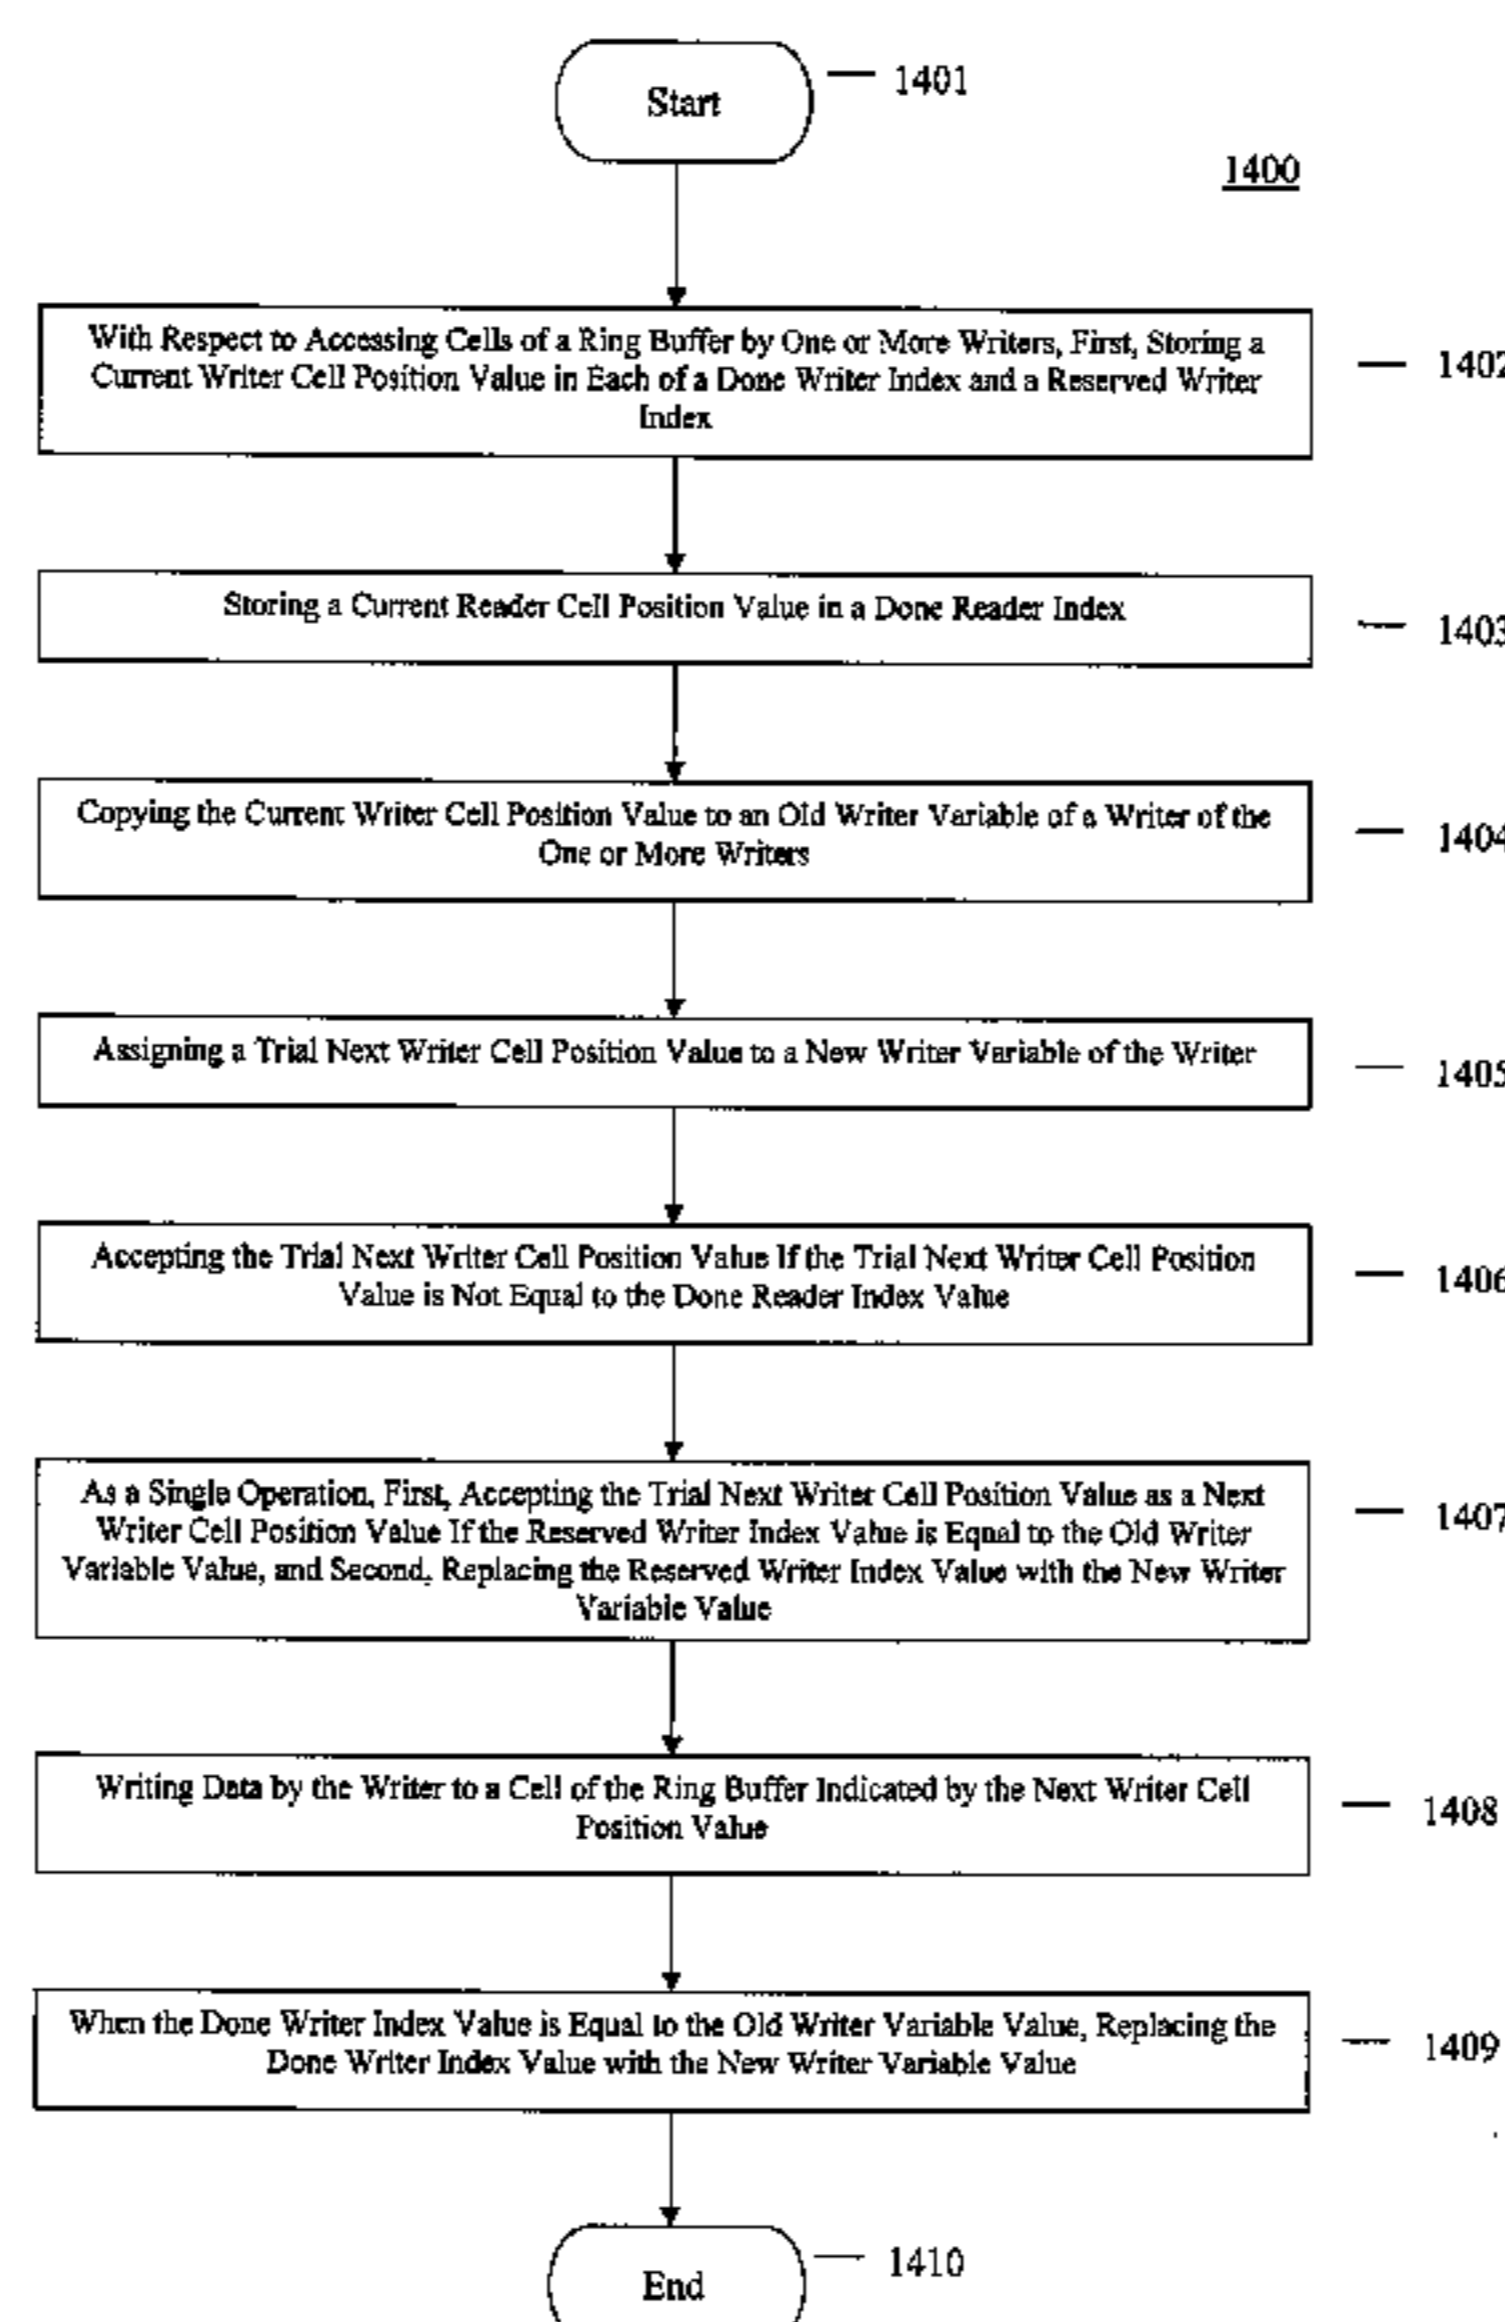 Start
1401
1400
With Respect to Accessing Cells of a Ring Buffer by One or More Writers, First, Storing a
Current Writer Cell Position Value in Each of a Done Writer Index and a Reserved Writer
Index
1402
Storing a Current Reader Cell Position Value in a Done Reader Index
1403
Copying the Current Writer Cell Position Value to an Old Writer Variable of a Writer of the
One or More Writers
1404
Assigning a Trial Next Writer Cell Position Value to a New Writer Variable of the Writer
1405
Accepting the Trial Next Writer Cell Position Value If the Trial Next Writer Cell Position
Value is Not Equal to the Done Reader Index Value
1406
As a Single Operation, First, Accepting the Trial Next Writer Cell Position Value as a Next
Writer Cell Position Value If the Reserved Writer Index Value is Equal to the Old Writer
Variable Value, and Second, Replacing the Reserved Writer Index Value with the New Writer
Variable Value
1407
Writing Data by the Writer to a Cell of the Ring Buffer Indicated by the Next Writer Cell
Position Value
1408
When the Done Writer Index Value is Equal to the Old Writer Variable Value, Replacing the
Done Writer Index Value with the New Writer Variable Value
1409
End
1410